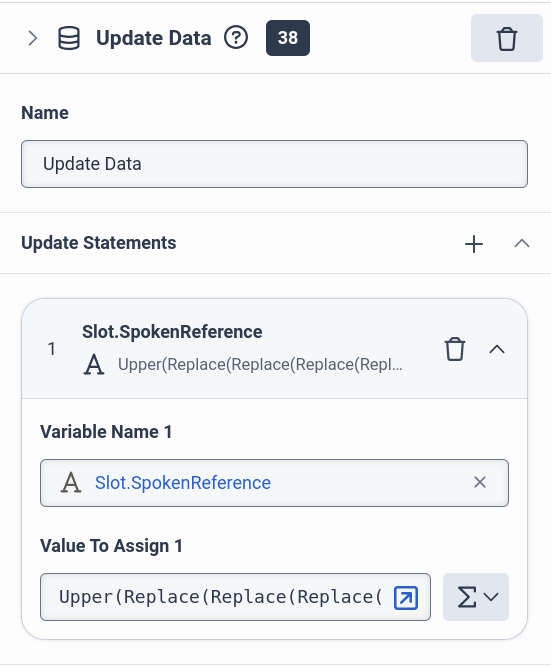 Update Data ? 38
Name
Update Data
Update Statements
1
Slot.SpokenReference
A Upper(Replace(Replace(Replace(Repl...
Variable Name 1
A Slot.SpokenReference
Value To Assign 1
Upper(Replace(Replace(Replace( Σ